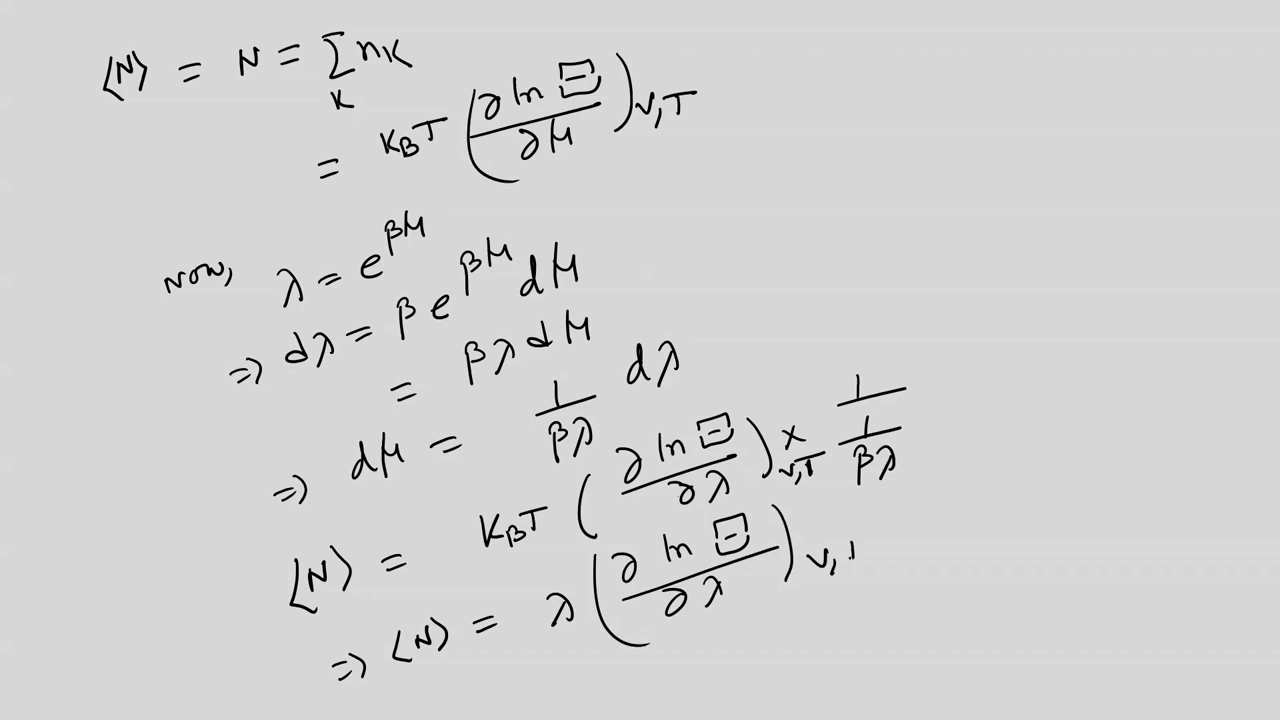 ⟨N⟩ = N = ∑_K n_K
= K_B T (∂ ln Ξ / ∂μ)_{V,T}
NOW, λ = e^{βμ}
⇒ dλ = β e^{βμ} dμ
= βλ dμ
⇒ dμ = 1/(βλ) dλ
⟨N⟩ = K_B T (∂ ln Ξ / ∂λ)_{V,T} × 1/(1/(βλ))
⇒ ⟨N⟩ = λ (∂ ln Ξ / ∂λ)_{V,